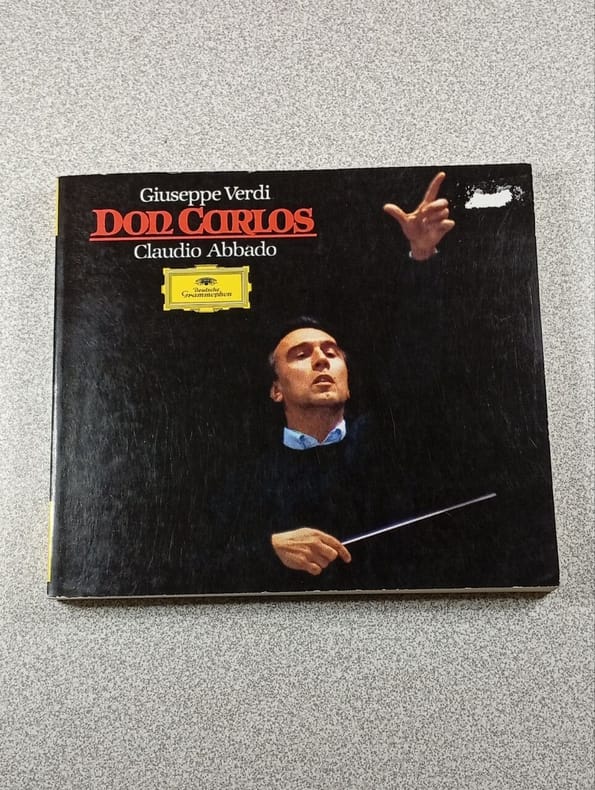 Giuseppe Verdi
DON CARLOS
Claudio Abbado
Deutsche
Grammophon